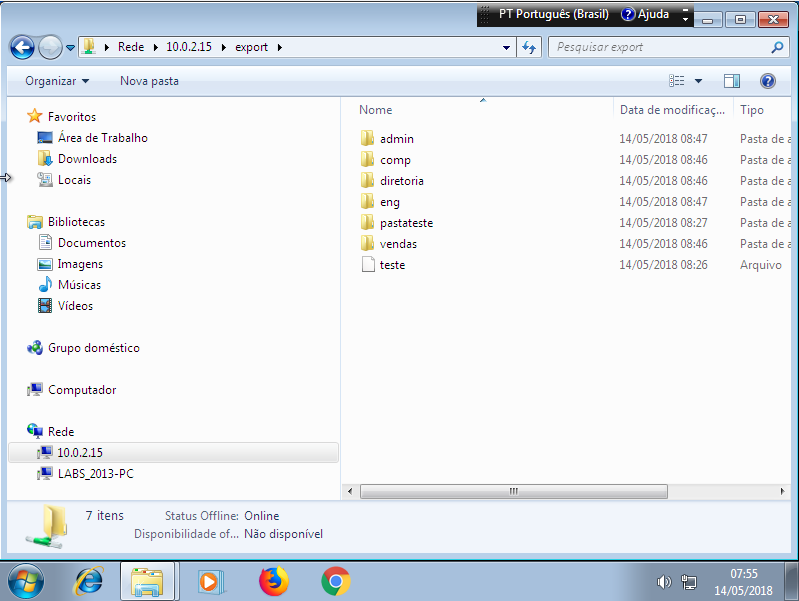 PT Português (Brasil) Ajuda
Rede 10.0.2.15 export
Pesquisar export
Organizar Nova pasta
Favoritos
Área de Trabalho
Downloads
Locais
Bibliotecas
Documentos
Imagens
Músicas
Vídeos
Grupo doméstico
Computador
Rede
10.0.2.15
LABS_2013-PC
Nome Data de modificaç... Tipo
admin 14/05/2018 08:47 Pasta de a
comp 14/05/2018 08:46 Pasta de a
diretoria 14/05/2018 08:46 Pasta de a
eng 14/05/2018 08:47 Pasta de a
pastateste 14/05/2018 08:27 Pasta de a
vendas 14/05/2018 08:46 Pasta de a
teste 14/05/2018 08:26 Arquivo
7 itens Status Offline: Online
Disponibilidade of... Não disponível
07:55
14/05/2018